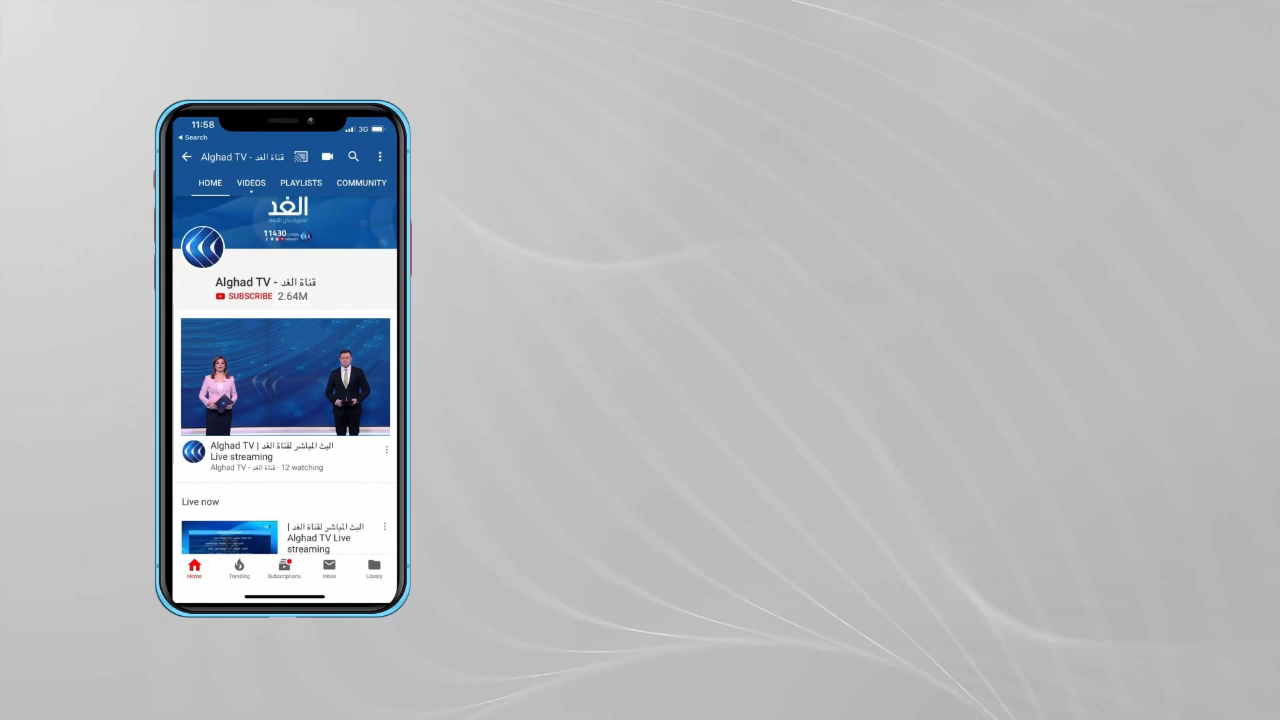 11:58
3G
Search
Alghad TV - قناة الغد
HOME VIDEOS PLAYLISTS COMMUNITY
الغد
11430
Alghad TV - قناة الغد
SUBSCRIBE 2.64M
Alghad TV | البث المباشر لقناة الغد
Live streaming
Alghad TV - قناة الغد · 12 watching
Live now
البث المباشر لقناة الغد |
Alghad TV Live
streaming
Home Trending Subscriptions Inbox Library